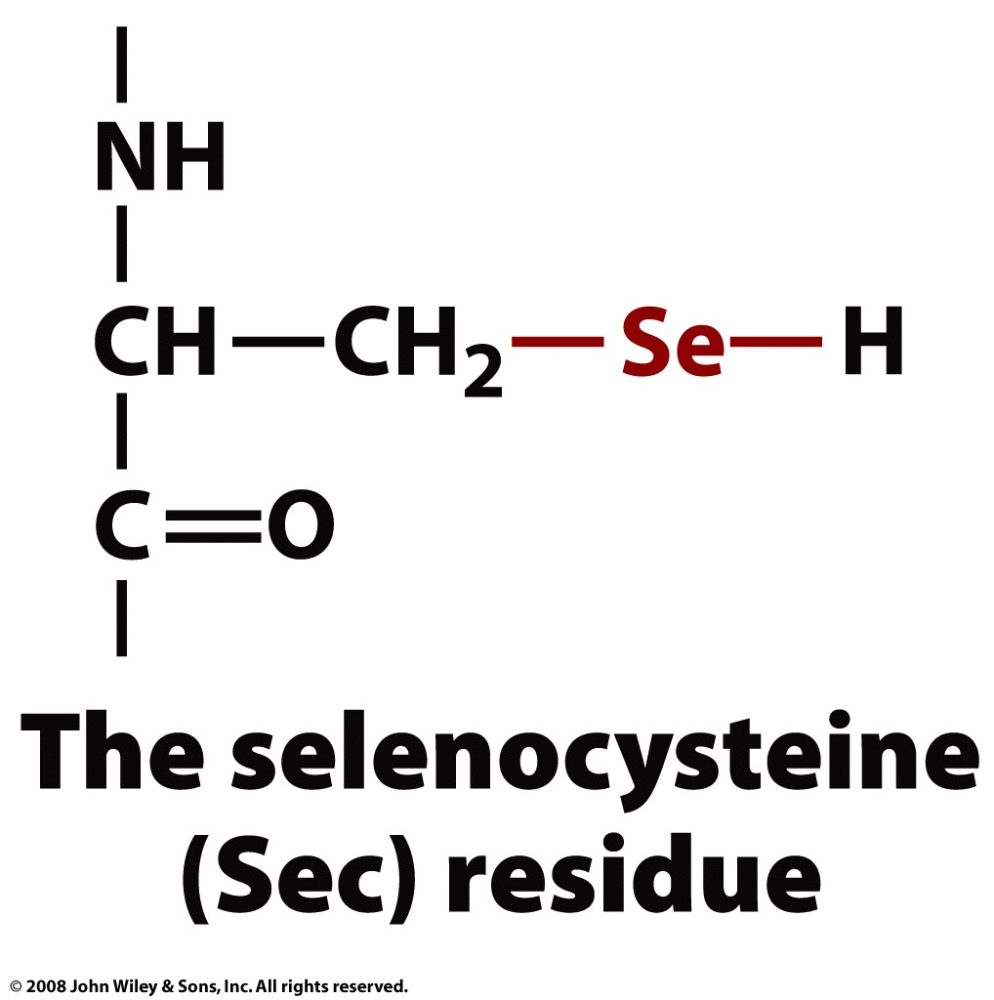 NH
CH—CH₂—Se—H
C=O
The selenocysteine
(Sec) residue
© 2008 John Wiley & Sons, Inc. All rights reserved.